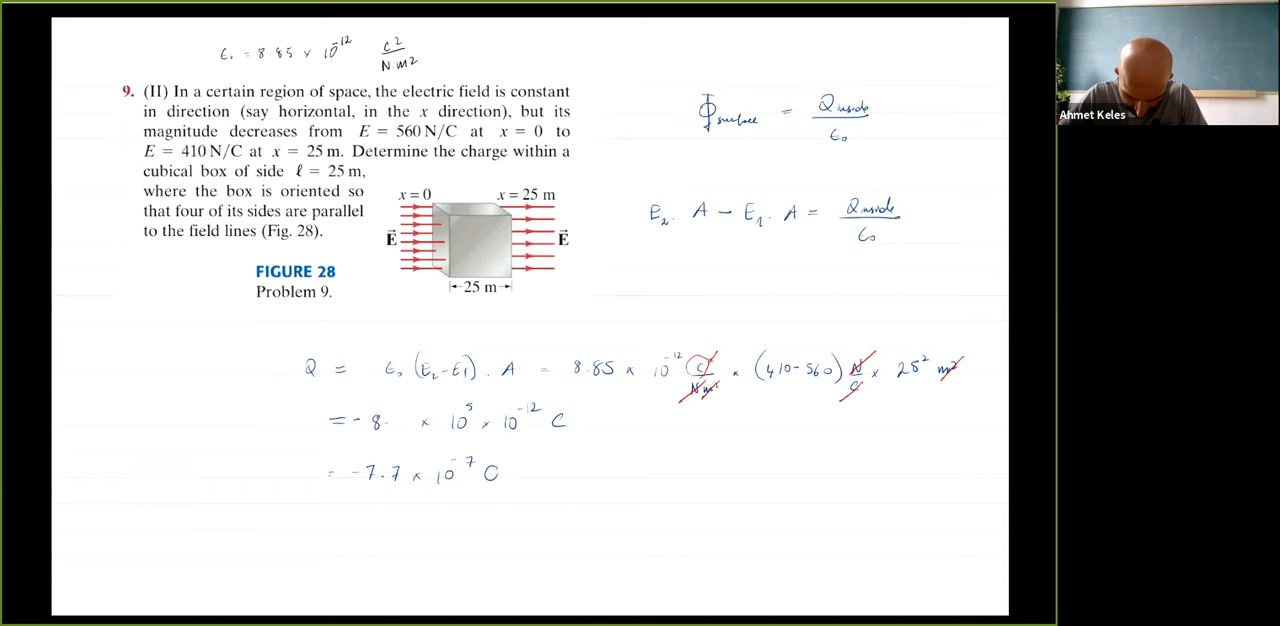 ϵ₀ = 8.85 × 10⁻¹² C²/N.m²
9. (II) In a certain region of space, the electric field is constant
in direction (say horizontal, in the x direction), but its
magnitude decreases from E = 560 N/C at x = 0 to
E = 410 N/C at x = 25 m. Determine the charge within a
cubical box of side ℓ = 25 m,
where the box is oriented so
that four of its sides are parallel
to the field lines (Fig. 28).
x = 0 x = 25 m
E⃗ E⃗
25 m
FIGURE 28
Problem 9.
Φsurface = Qinside/ϵ₀
E₂ . A − E₁ . A = Qinside/ϵ₀
Q = ϵ₀ (E₂ − E₁) . A = 8.85 × 10⁻¹² C²/Nm² × (410 − 560) N/C × 25² m²
= − 8. × 10⁵ × 10⁻¹² C
= − 7.7 × 10⁻⁷ C
Ahmet Keles